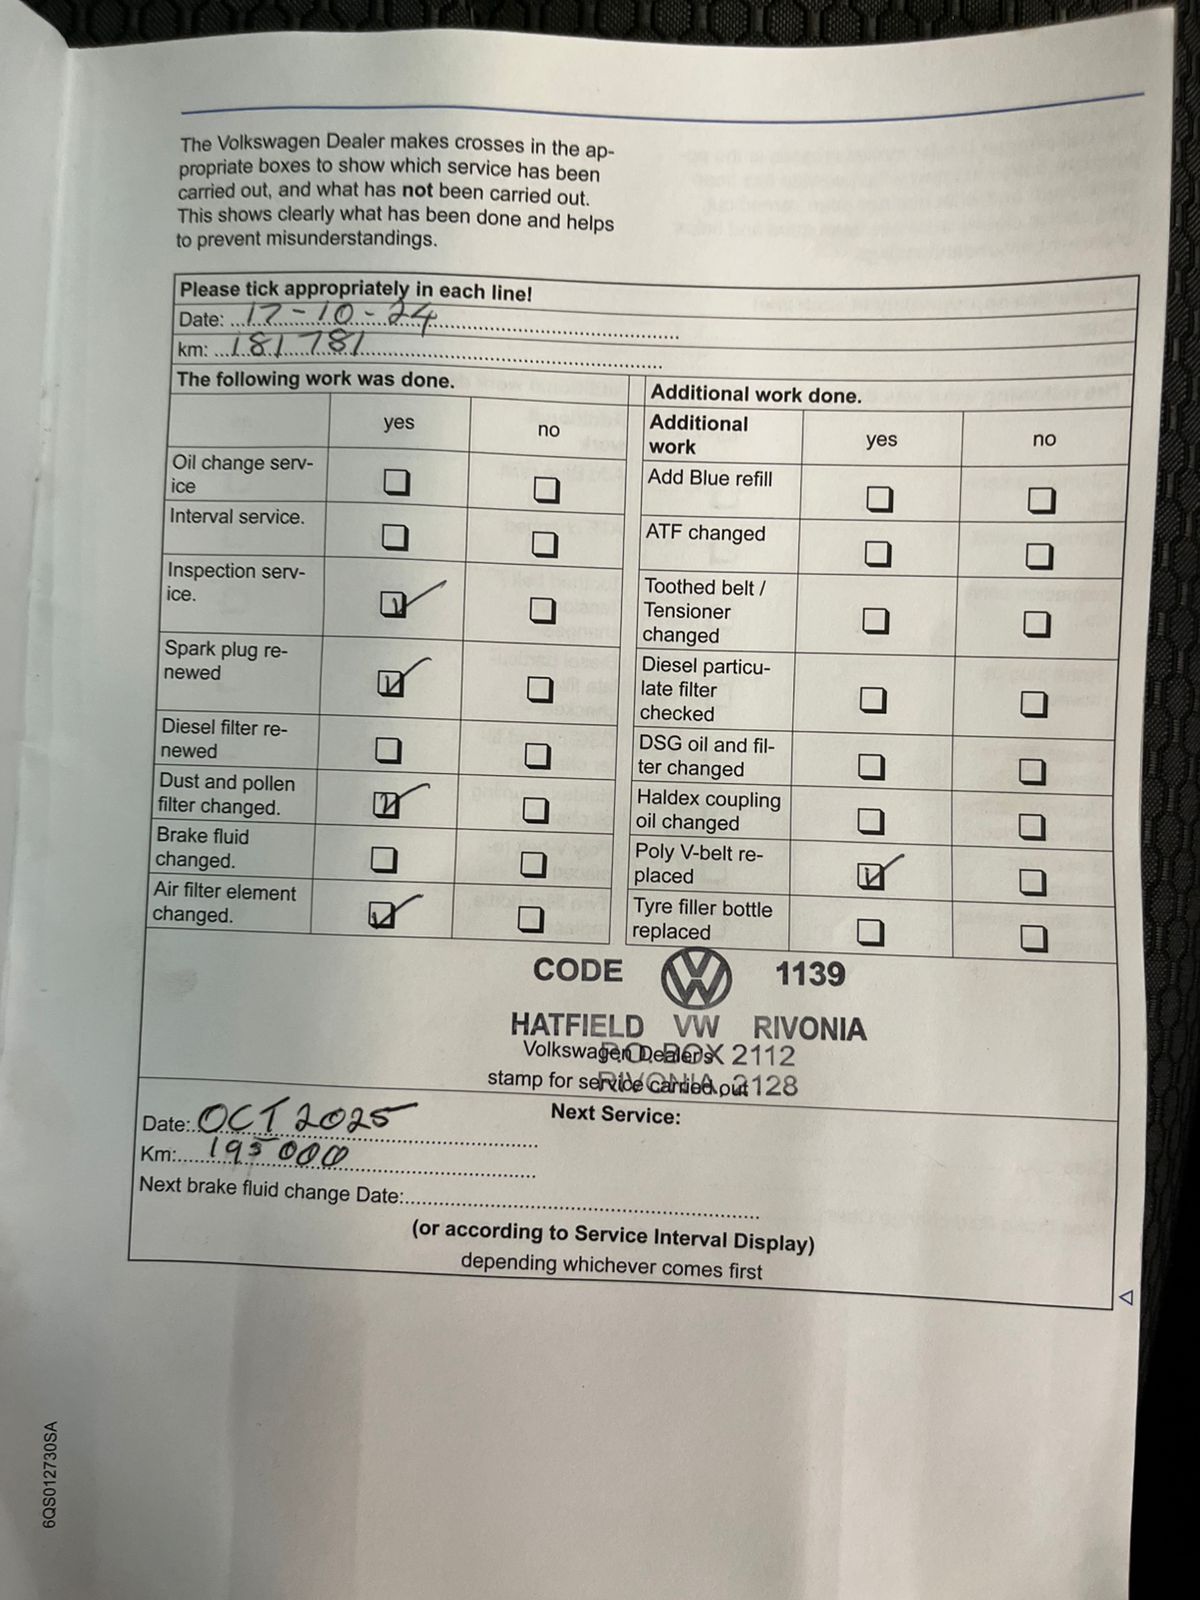 The Volkswagen Dealer makes crosses in the ap-
propriate boxes to show which service has been
carried out, and what has not been carried out.
This shows clearly what has been done and helps
to prevent misunderstandings.
Please tick appropriately in each line!
Date: 17-10-24
km: 181 781
The following work was done.
yes
no
Oil change serv-
ice
Interval service.
Inspection serv-
ice.
Spark plug re-
newed
Diesel filter re-
newed
Dust and pollen
filter changed.
Brake fluid
changed.
Air filter element
changed.
Additional work done.
Additional
work
yes
no
Add Blue refill
ATF changed
Toothed belt /
Tensioner
changed
Diesel particu-
late filter
checked
DSG oil and fil-
ter changed
Haldex coupling
oil changed
Poly V-belt re-
placed
Tyre filler bottle
replaced
CODE VW 1139
HATFIELD VW RIVONIA
P.O. BOX 2112
RIVONIA, 2128
Volkswagen Dealer's
stamp for service carried out
Next Service:
Date: OCT 2025
Km: 195 000
Next brake fluid change Date:
(or according to Service Interval Display)
depending whichever comes first
6QS012730SA